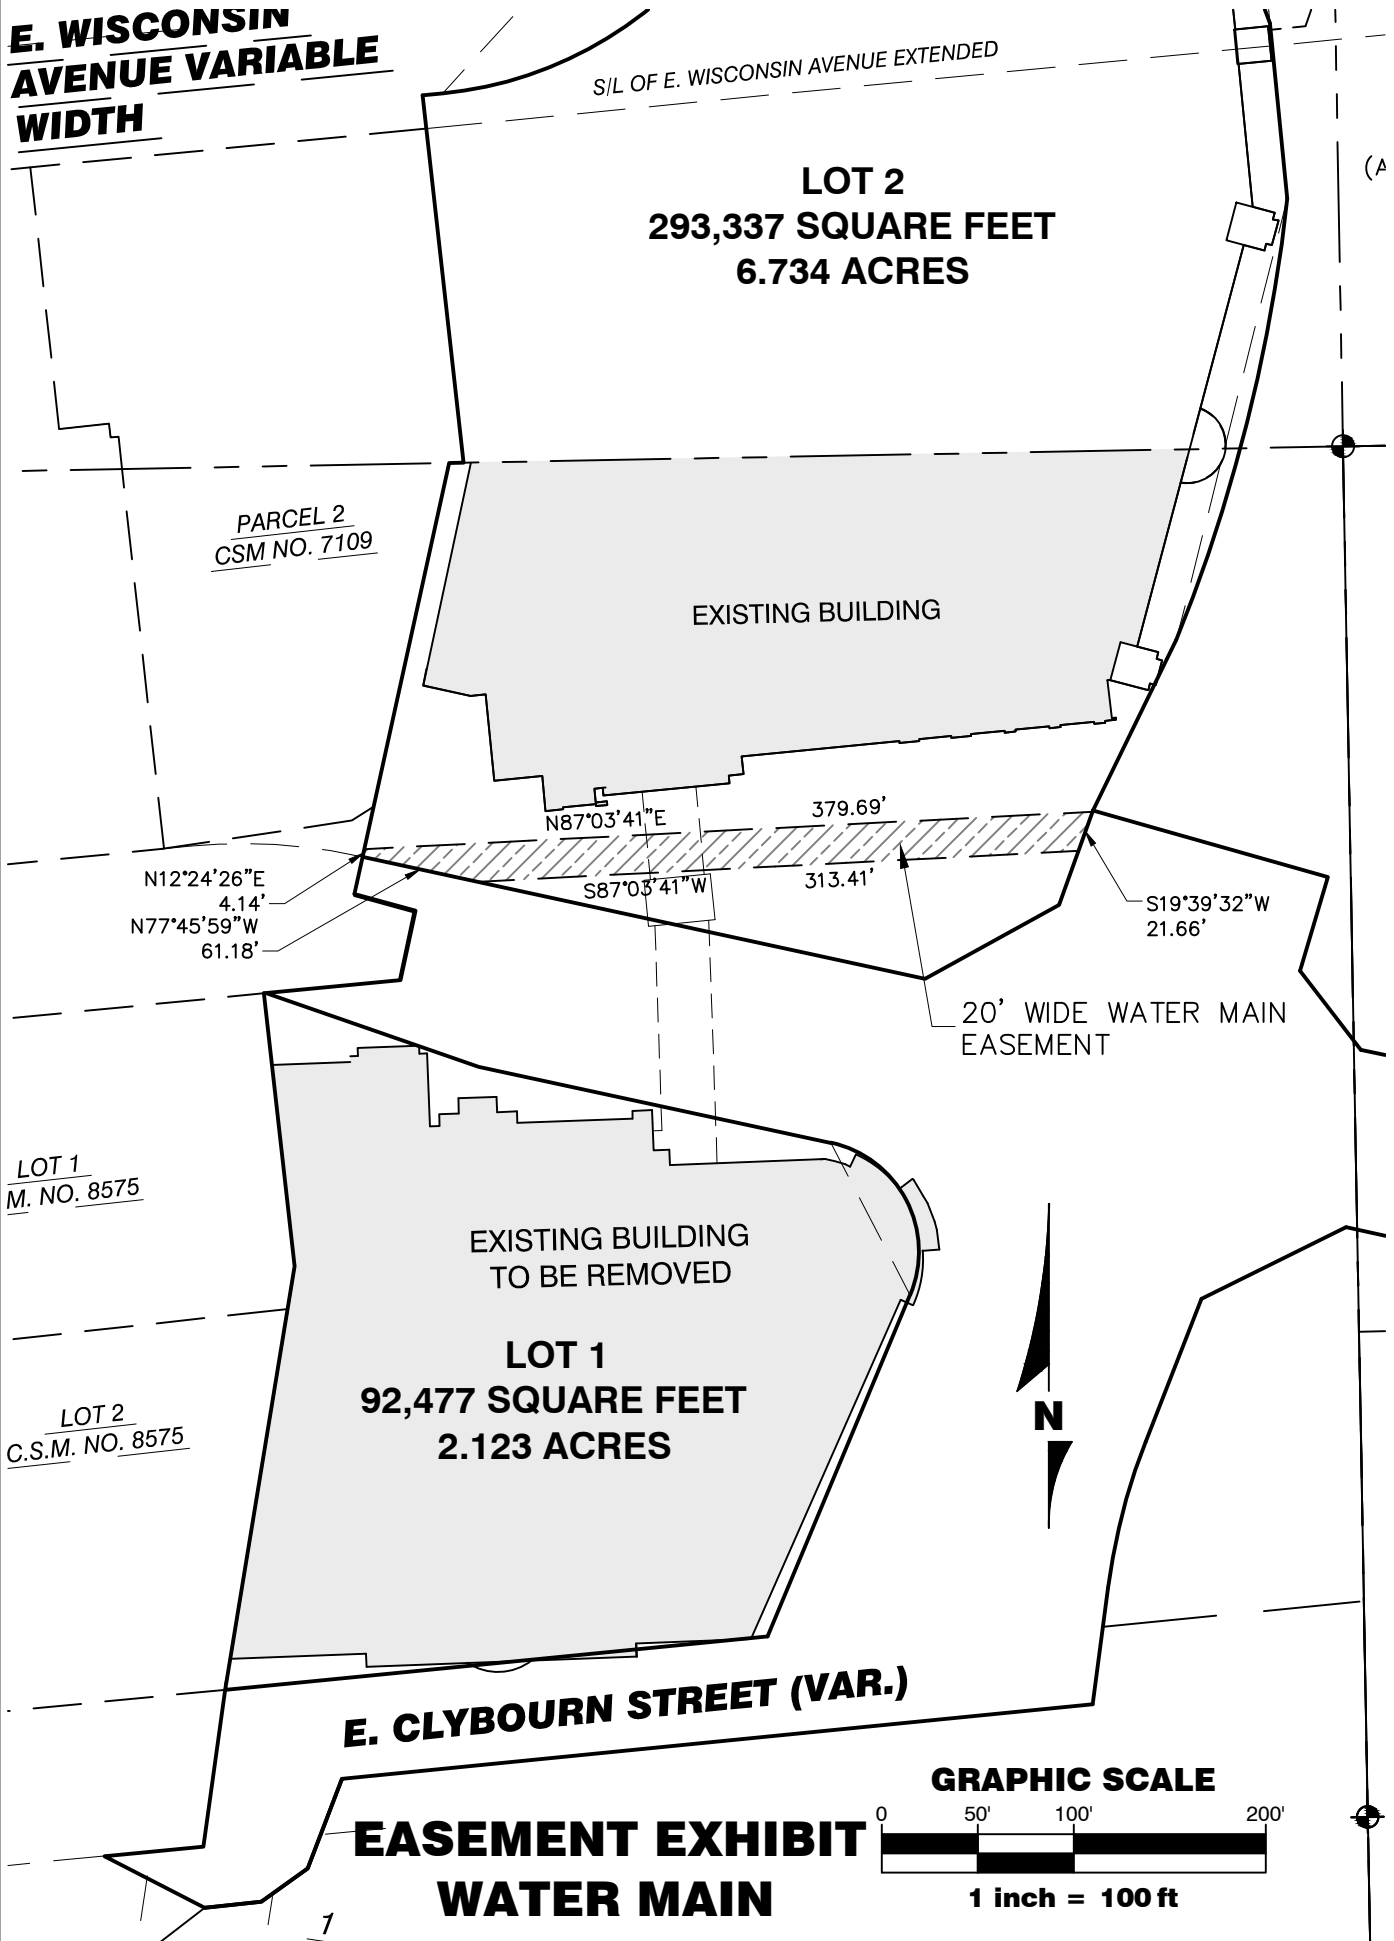 E. WISCONSIN
AVENUE VARIABLE
WIDTH
S/L OF E. WISCONSIN AVENUE EXTENDED
(A
LOT 2
293,337 SQUARE FEET
6.734 ACRES
PARCEL 2
CSM NO. 7109
EXISTING BUILDING
N87°03'41"E
379.69'
N12°24'26"E
4.14'
S87°03'41"W
313.41'
N77°45'59"W
61.18'
S19°39'32"W
21.66'
20' WIDE WATER MAIN
EASEMENT
LOT 1
M. NO. 8575
EXISTING BUILDING
TO BE REMOVED
LOT 1
92,477 SQUARE FEET
2.123 ACRES
LOT 2
C.S.M. NO. 8575
N
E. CLYBOURN STREET (VAR.)
GRAPHIC SCALE
0 50' 100' 200'
1 inch = 100 ft
EASEMENT EXHIBIT
WATER MAIN
1